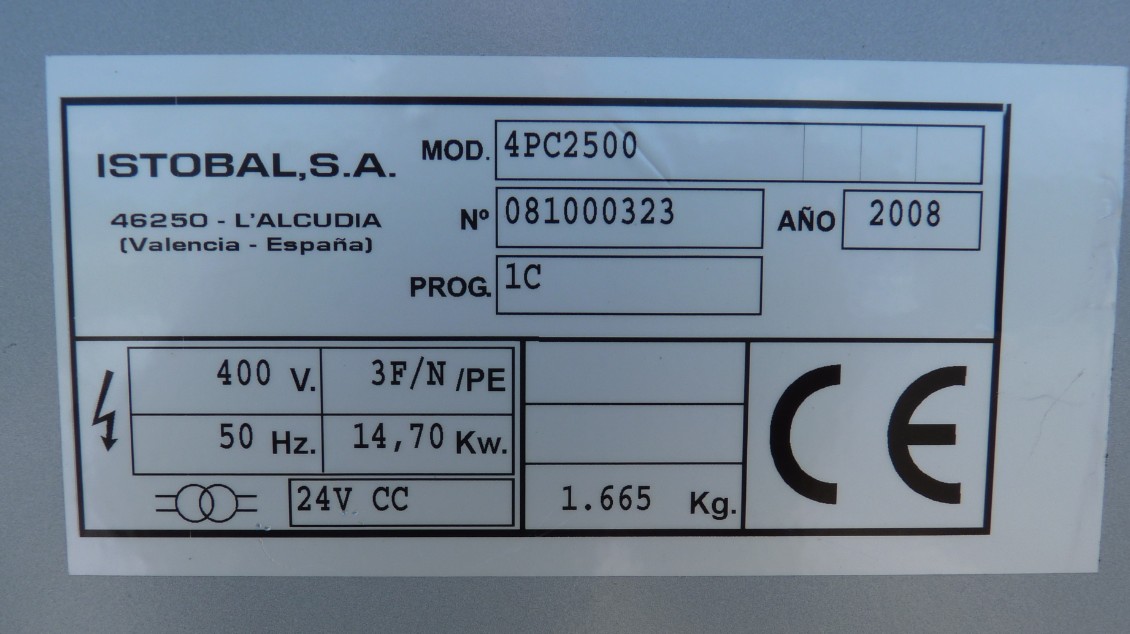 ISTOBAL,S.A.
46250 - L'ALCUDIA
(Valencia - España)
MOD. 4PC2500
Nº 081000323 AÑO 2008
PROG. 1C
400 V. 3F/N /PE
50 Hz. 14,70 Kw.
24V CC
1.665 Kg.
CE